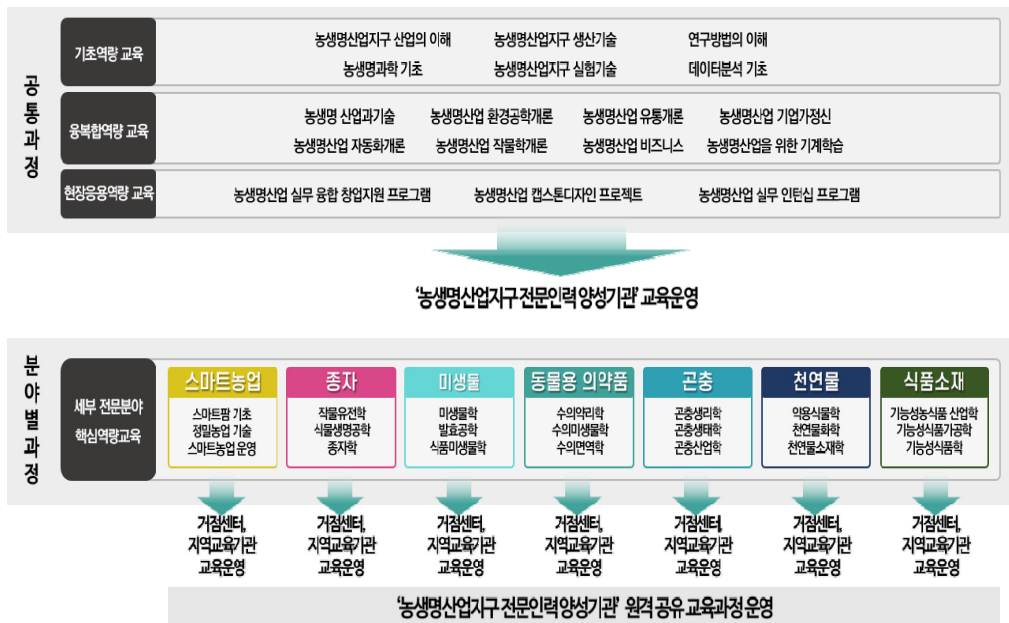 공통과정
기초역량 교육
농생명산업지구 산업의 이해 농생명산업지구 생산기술 연구방법의 이해
농생명과학 기초 농생명산업지구 실험기술 데이터분석 기초
융복합역량 교육
농생명 산업과기술 농생명산업 환경공학개론 농생명산업 유통개론 농생명산업 기업가정신
농생명산업 자동화개론 농생명산업 작물학개론 농생명산업 비즈니스 농생명산업을 위한 기계학습
현장응용역량 교육
농생명산업 실무 융합 창업지원 프로그램 농생명산업 캡스톤디자인 프로젝트 농생명산업 실무 인턴십 프로그램
‘농생명산업지구 전문인력 양성기관’ 교육운영
분야별과정
세부 전문분야
핵심역량교육
스마트농업
스마트팜 기초
정밀농업 기술
스마트농업 운영
종자
작물유전학
식물생명공학
종자학
미생물
미생물학
발효공학
식품미생물학
동물용 의약품
수의약리학
수의미생물학
수의면역학
곤충
곤충생리학
곤충생태학
곤충산업학
천연물
약용식물학
천연물화학
천연물소재학
식품소재
기능성농식품 산업학
기능성식품가공학
기능성식품학
거점센터,
지역교육기관
교육운영
거점센터,
지역교육기관
교육운영
거점센터,
지역교육기관
교육운영
거점센터,
지역교육기관
교육운영
거점센터,
지역교육기관
교육운영
거점센터,
지역교육기관
교육운영
거점센터,
지역교육기관
교육운영
‘농생명산업지구 전문인력 양성기관’ 원격 공유 교육과정 운영